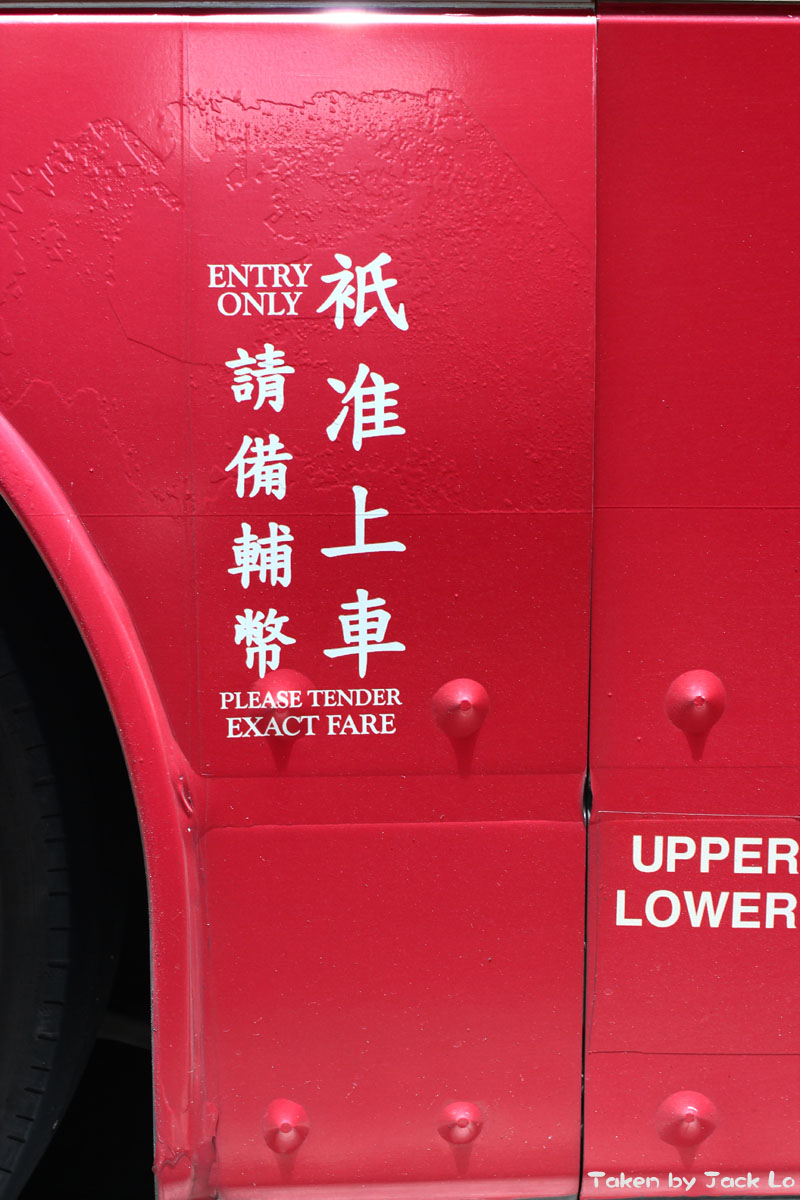 衹准上車
ENTRY
ONLY
請備輔幣
PLEASE TENDER
EXACT FARE
UPPER
LOWER
Taken by Jack Lo